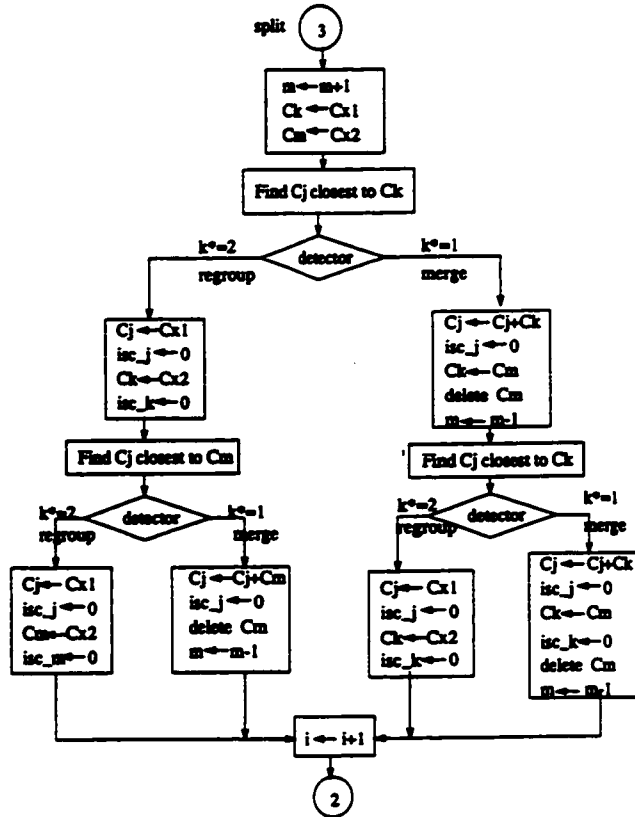 split
3
m←m+1
Ck←Cx1
Cm←Cx2
Find Cj closest to Ck
k*=2
detector
k*=1
regroup
merge
Cj←Cx1
isc_j←0
Ck←Cx2
isc_k←0
Cj←Cj+Ck
isc_j←0
Ck←Cm
delete Cm
m←m-1
Find Cj closest to Cm
Find Cj closest to Ck
k*=2
detector
k*=1
regroup
merge
k*=2
detector
k*=1
regroup
merge
Cj←Cx1
isc_j←0
Cm←Cx2
isc_m←0
Cj←Cj+Cm
isc_j←0
delete Cm
m←m-1
Cj←Cx1
isc_j←0
Ck←Cx2
isc_k←0
Cj←Cj+Ck
isc_j←0
Ck←Cm
isc_k←0
delete Cm
m←m-1
i←i+1
2